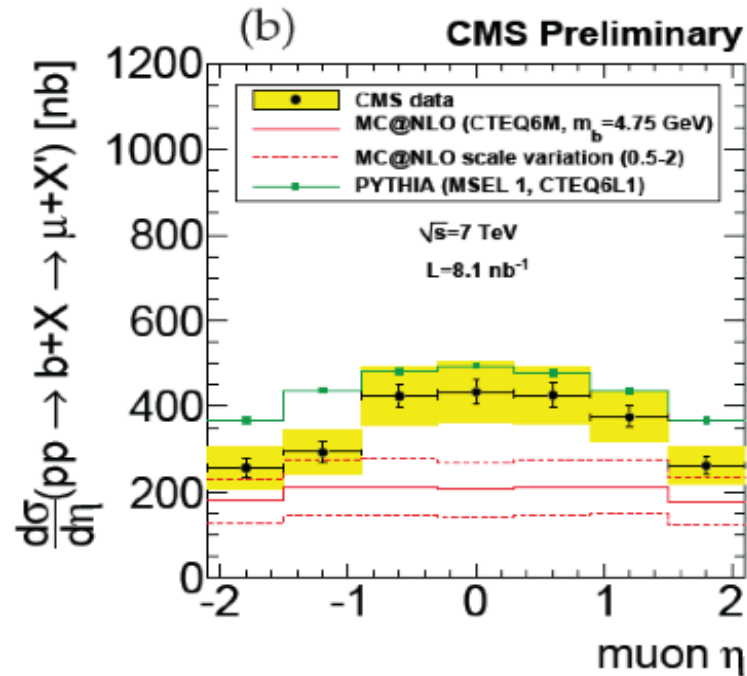 (b) CMS Preliminary
dσ/dη (pp → b+X → μ+X') [nb]
1200
1000
800
600
400
200
0
CMS data
MC@NLO (CTEQ6M, m_b=4.75 GeV)
MC@NLO scale variation (0.5-2)
PYTHIA (MSEL 1, CTEQ6L1)
√s=7 TeV
L=8.1 nb⁻¹
-2 -1 0 1 2
muon η